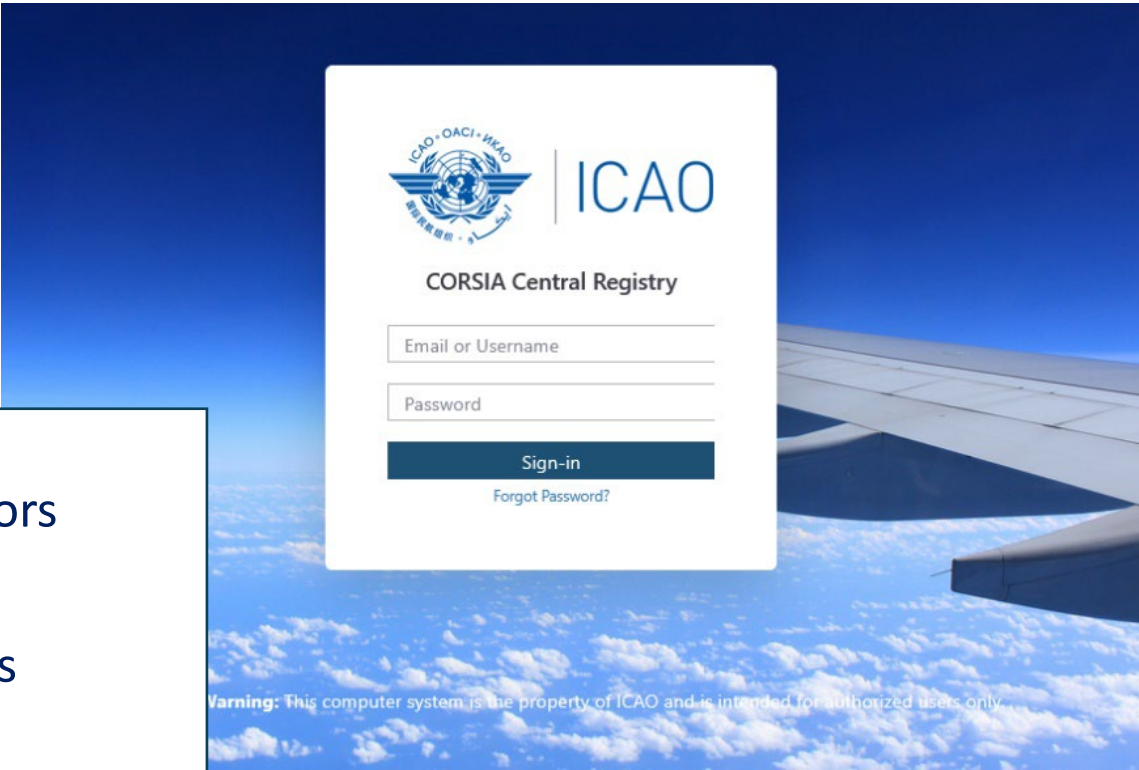 ICAO · OACI · ИКАО
ICAO
CORSIA Central Registry
Email or Username
Password
Sign-in
Forgot Password?
ors
s
Warning: This computer system is the property of ICAO and is intended for authorized users only.